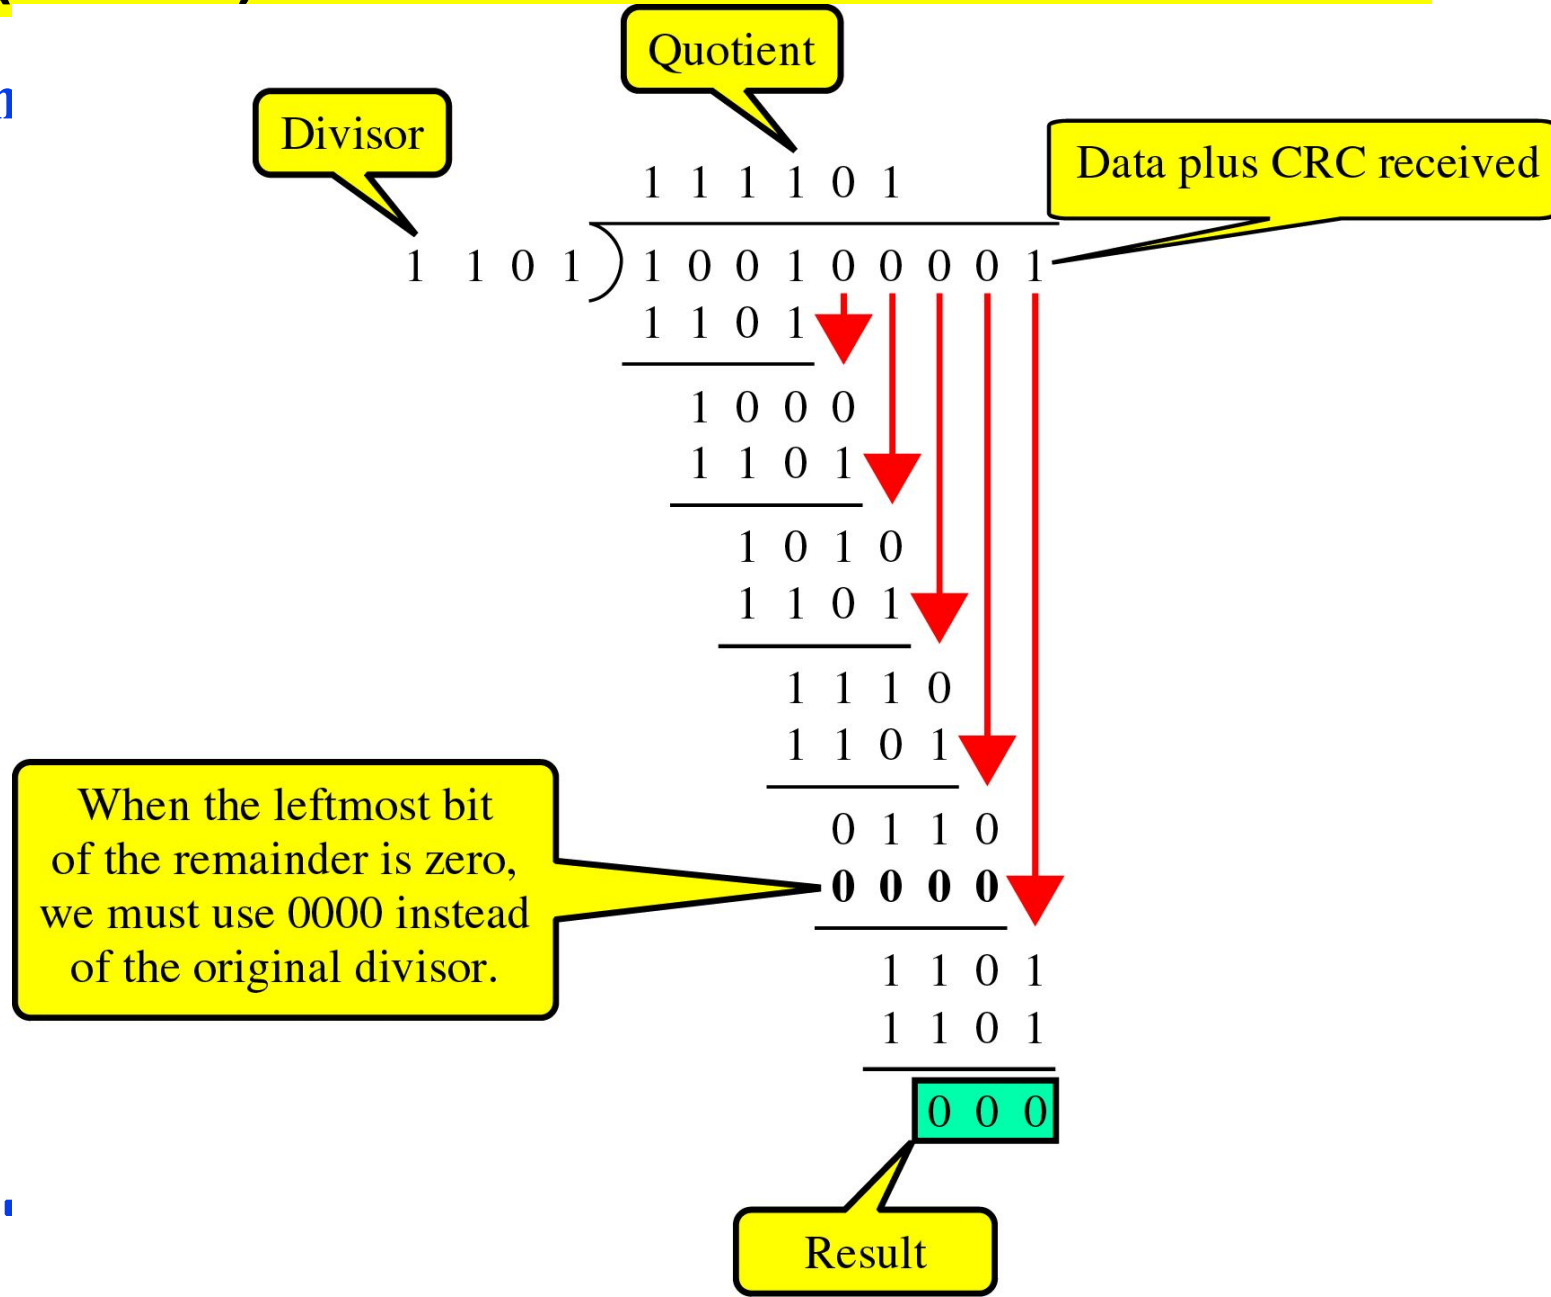 Quotient
Divisor
Data plus CRC received
1 1 1 1 0 1
1 1 0 1 1 0 0 1 0 0 0 0 1
1 1 0 1
1 0 0 0
1 1 0 1
1 0 1 0
1 1 0 1
1 1 1 0
1 1 0 1
When the leftmost bit
of the remainder is zero,
we must use 0000 instead
of the original divisor.
0 1 1 0
0 0 0 0
1 1 0 1
1 1 0 1
0 0 0
Result